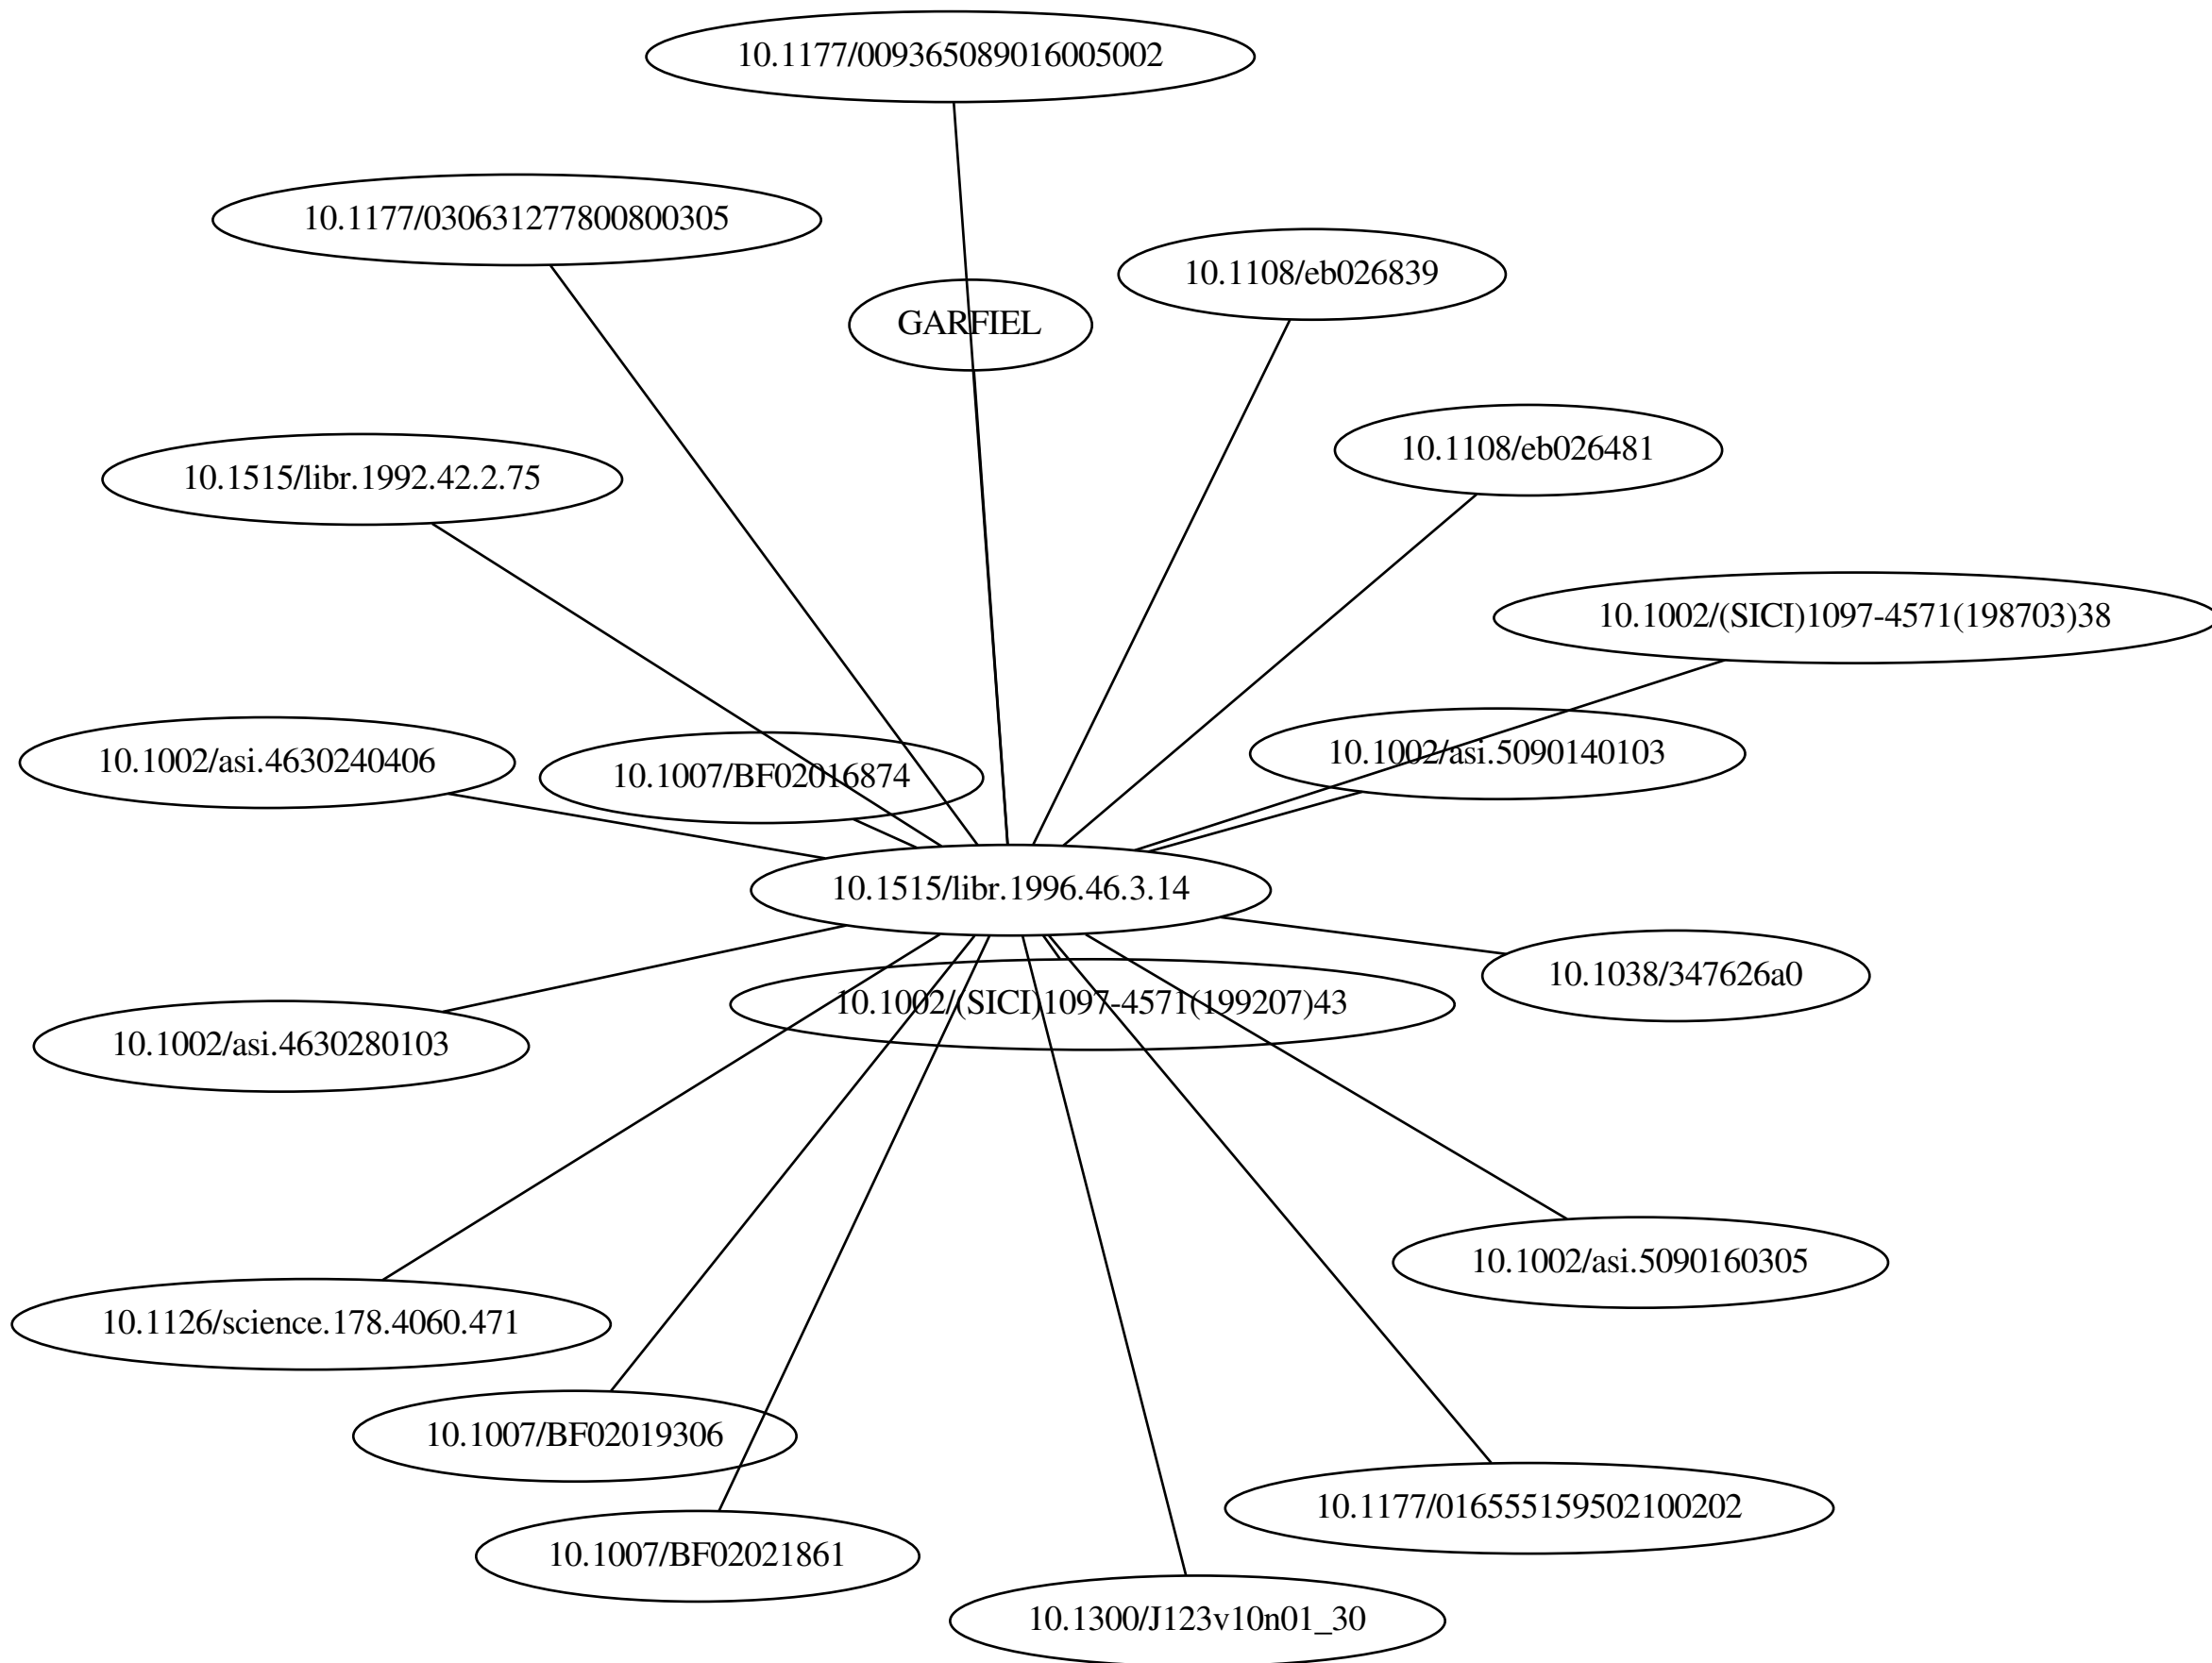 10.1177/009365089016005002
10.1177/030631277800800305
10.1108/eb026839
GARFIEL
10.1108/eb026481
10.1515/libr.1992.42.2.75
10.1002/(SICI)1097-4571(198703)38
10.1002/asi.5090140103
10.1002/asi.4630240406
10.1007/BF02016874
10.1515/libr.1996.46.3.14
10.1038/347626a0
10.1002/(SICI)1097-4571(199207)43
10.1002/asi.4630280103
10.1002/asi.5090160305
10.1126/science.178.4060.471
10.1007/BF02019306
10.1177/016555159502100202
10.1007/BF02021861
10.1300/J123v10n01_30